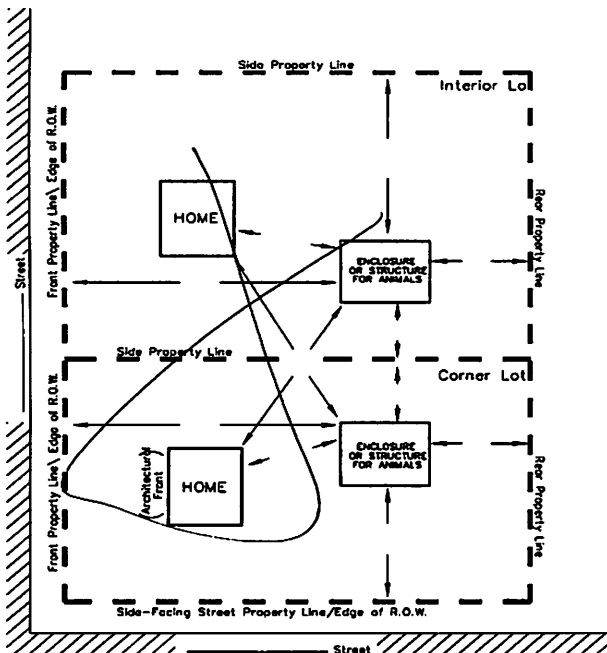 Side Property Line
Interior Lo
Front Property Line\ Edge of R.O.W.
HOME
ENCLOSURE
OR STRUCTURE
FOR ANIMALS
Rear Property Line
Street
Side Property Line
Corner Lot
Front Property Line\ Edge of R.O.W.
Architectural
Front
HOME
ENCLOSURE
OR STRUCTURE
FOR ANIMALS
Rear Property Line
Side-Facing Street Property Line/Edge of R.O.W.
Street